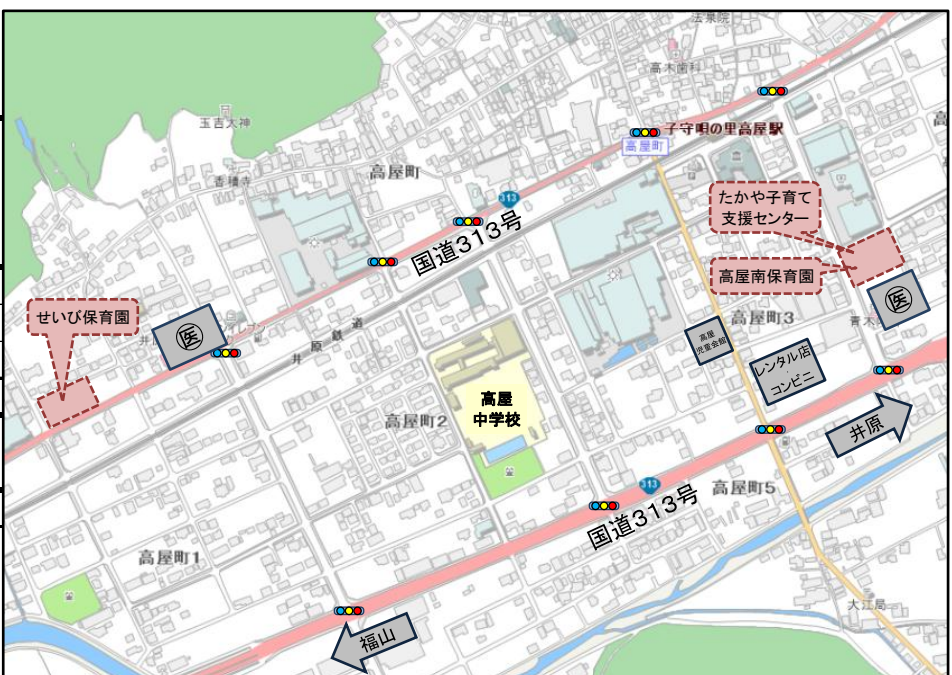 法泉院
高木歯科
玉吉大神
子守唄の里高屋駅
高屋町
高屋町
香積寺
313
国道313号
たかや子育て
支援センター
高屋南保育園
医
せいび保育園
医
井原鉄道
高屋町3
高屋
児童会館
レンタル店
コンビニ
高屋
中学校
高屋町2
井原
313
国道313号
高屋町5
高屋町1
大江局
福山